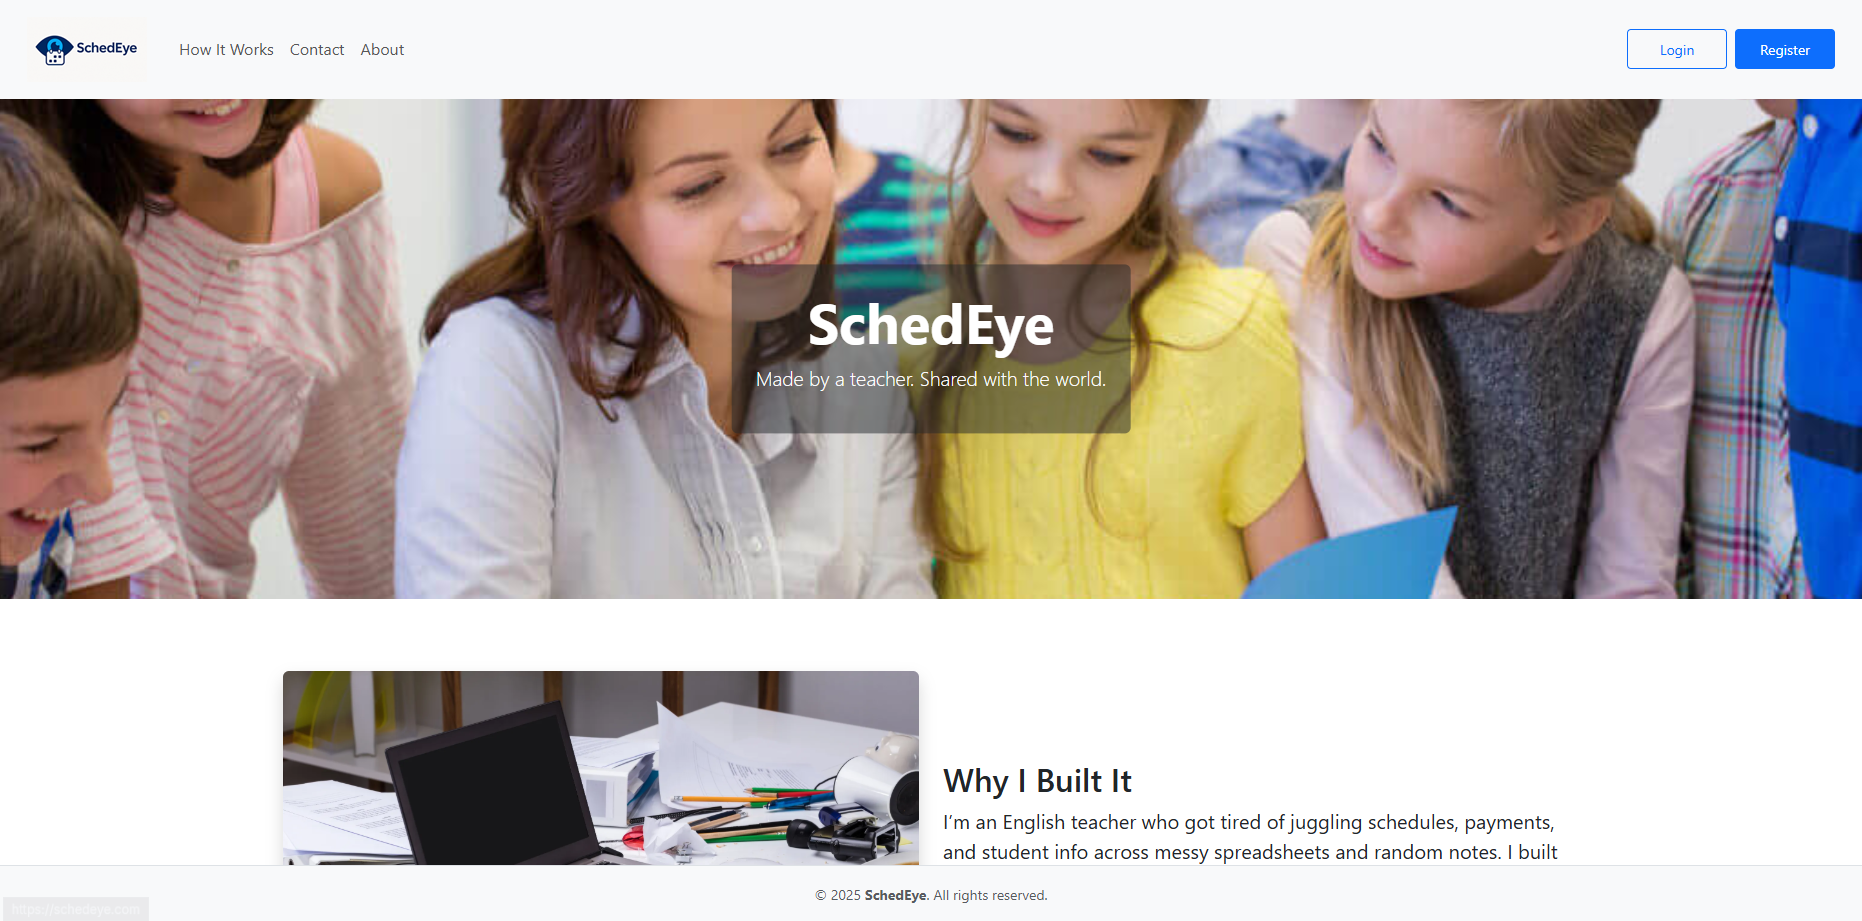 SchedEye
How It Works
Contact
About
Login
Register
SchedEye
Made by a teacher. Shared with the world.
Why I Built It
I’m an English teacher who got tired of juggling schedules, payments,
and student info across messy spreadsheets and random notes. I built
© 2025 SchedEye. All rights reserved.
https://schedeye.com